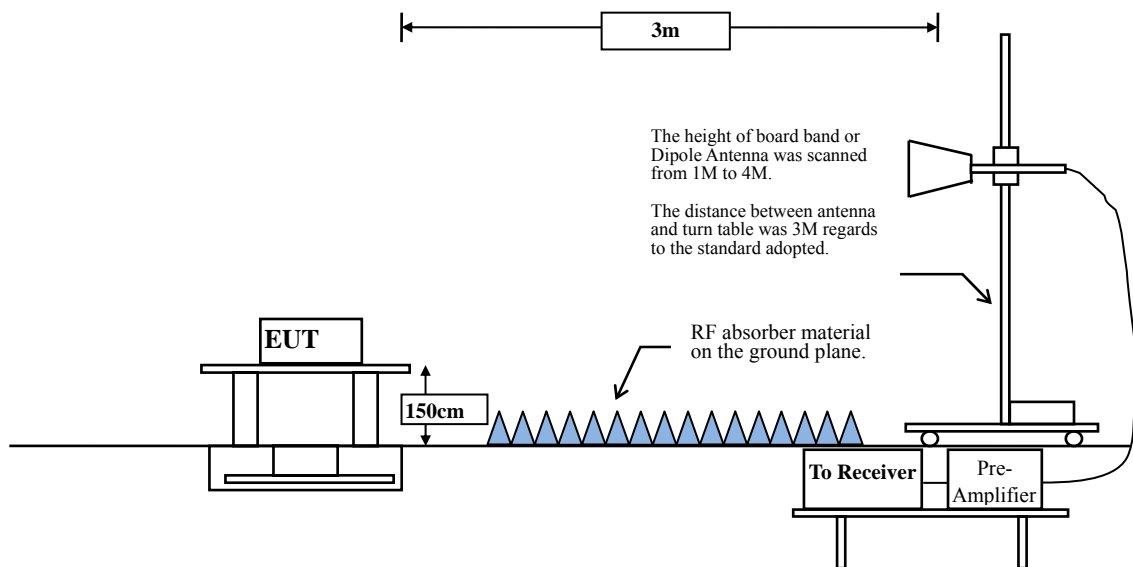 3m
The height of board band or
Dipole Antenna was scanned
from 1M to 4M.
The distance between antenna
and turn table was 3M regards
to the standard adopted.
EUT
RF absorber material
on the ground plane.
150cm
To Receiver
Pre-
Amplifier